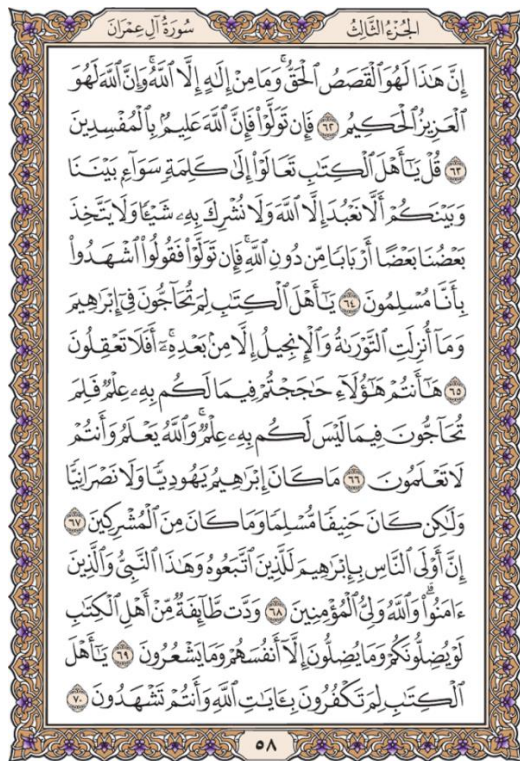 الجُزْءُ الثَّالِثُ
سُورَةُ آلِ عِمْرَانَ
إِنَّ هَٰذَا لَهُوَ ٱلْقَصَصُ ٱلْحَقُّۚ وَمَا مِنْ إِلَٰهٍ إِلَّا ٱللَّهُۚ وَإِنَّ ٱللَّهَ لَهُوَ
ٱلْعَزِيزُ ٱلْحَكِيمُ ٦٢ فَإِن تَوَلَّوْا۟ فَإِنَّ ٱللَّهَ عَلِيمٌۢ بِٱلْمُفْسِدِينَ
٦٣ قُلْ يَٰٓأَهْلَ ٱلْكِتَٰبِ تَعَالَوْا۟ إِلَىٰ كَلِمَةٍ سَوَآءٍۭ بَيْنَنَا
وَبَيْنَكُمْ أَلَّا نَعْبُدَ إِلَّا ٱللَّهَ وَلَا نُشْرِكَ بِهِۦ شَيْـًٔا وَلَا يَتَّخِذَ
بَعْضُنَا بَعْضًا أَرْبَابًا مِّن دُونِ ٱللَّهِۚ فَإِن تَوَلَّوْا۟ فَقُولُوا۟ ٱشْهَدُوا۟
بِأَنَّا مُسْلِمُونَ ٦٤ يَٰٓأَهْلَ ٱلْكِتَٰبِ لِمَ تُحَآجُّونَ فِىٓ إِبْرَٰهِيمَ
وَمَآ أُنزِلَتِ ٱلتَّوْرَىٰةُ وَٱلْإِنجِيلُ إِلَّا مِنۢ بَعْدِهِۦٓۚ أَفَلَا تَعْقِلُونَ
٦٥ هَٰٓأَنتُمْ هَٰٓؤُلَآءِ حَٰجَجْتُمْ فِيمَا لَكُم بِهِۦ عِلْمٌ فَلِمَ
تُحَآجُّونَ فِيمَا لَيْسَ لَكُم بِهِۦ عِلْمٌۚ وَٱللَّهُ يَعْلَمُ وَأَنتُمْ
لَا تَعْلَمُونَ ٦٦ مَا كَانَ إِبْرَٰهِيمُ يَهُودِيًّا وَلَا نَصْرَانِيًّا
وَلَٰكِن كَانَ حَنِيفًا مُّسْلِمًا وَمَا كَانَ مِنَ ٱلْمُشْرِكِينَ ٦٧
إِنَّ أَوْلَى ٱلنَّاسِ بِإِبْرَٰهِيمَ لَلَّذِينَ ٱتَّبَعُوهُ وَهَٰذَا ٱلنَّبِىُّ وَٱلَّذِينَ
ءَامَنُوا۟ۗ وَٱللَّهُ وَلِىُّ ٱلْمُؤْمِنِينَ ٦٨ وَدَّت طَّآئِفَةٌ مِّنْ أَهْلِ ٱلْكِتَٰبِ
لَوْ يُضِلُّونَكُمْ وَمَا يُضِلُّونَ إِلَّآ أَنفُسَهُمْ وَمَا يَشْعُرُونَ ٦٩ يَٰٓأَهْلَ
ٱلْكِتَٰبِ لِمَ تَكْفُرُونَ بِـَٔايَٰتِ ٱللَّهِ وَأَنتُمْ تَشْهَدُونَ ٧٠
٥٨